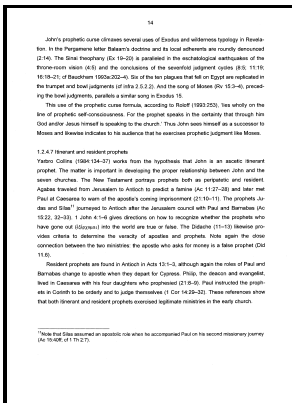 14
John's prophetic curse climaxes several uses of Exodus and wilderness typology in Revela-
tion. In the Pergamene letter Balaam's doctrine and its local adherents are roundly denounced
(2:14). The Sinai theophany (Ex 19–20) is paralleled in the eschatological earthquakes of the
throne-room vision (4:5) and the conclusions of the sevenfold judgment cycles (8:5; 11:19;
16:18–21; cf Bauckham 1993a:202–4). Six of the ten plagues that fell on Egypt are replicated in
the trumpet and bowl judgments (cf infra 2.5.2.2). And the song of Moses (Rv 15:3–4), preced-
ing the bowl judgments, parallels a similar song in Exodus 15.
This use of the prophetic curse formula, according to Roloff (1993:253), 'lies wholly on the
line of prophetic self-consciousness. For the prophet speaks in the certainty that through him
God and/or Jesus himself is speaking to the church.' Thus John sees himself as a successor to
Moses and likewise indicates to his audience that he exercises prophetic judgment like Moses.
1.2.4.7 Itinerant and resident prophets
Yarbro Collins (1984:134–37) works from the hypothesis that John is an ascetic itinerant
prophet. The matter is important in developing the proper relationship between John and the
seven churches. The New Testament portrays prophets both as peripatetic and resident.
Agabus traveled from Jerusalem to Antioch to predict a famine (Ac 11:27–28) and later met
Paul at Caesarea to warn of the apostle's coming imprisonment (21:10–11). The prophets Ju-
das and Silas¹¹ journeyed to Antioch after the Jerusalem council with Paul and Barnabas (Ac
15:22, 32–33). 1 John 4:1–6 gives directions on how to recognize whether the prophets who
have gone out into the world are true or false. The Didache (11–13) likewise pro-
vides criteria to determine the veracity of apostles and prophets. Note again the close
connection between the two ministries: the apostle who asks for money is a false prophet (Did
11.6).
Resident prophets are found in Antioch in Acts 13:1–3, although again the roles of Paul and
Barnabas change to apostle when they depart for Cypress. Philip, the deacon and evangelist,
lived in Caesarea with his four daughters who prophesied (21:8–9). Paul instructed the proph-
ets in Corinth to be orderly and to judge themselves (1 Cor 14:29–32). These references show
that both itinerant and resident prophets exercised legitimate ministries in the early church.
¹¹Note that Silas assumed an apostolic role when he accompanied Paul on his second missionary journey
(Ac 15:40ff; cf 1 Th 2:7).